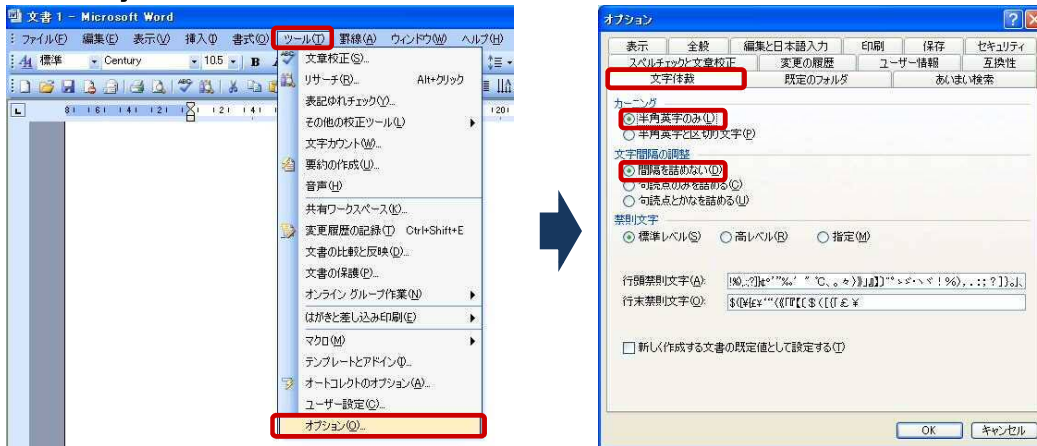 文書 1 - Microsoft Word
ファイル(F) 編集(E) 表示(V) 挿入(I) 書式(O) ツール(T) 罫線(A) ウィンドウ(W) ヘルプ(H)
標準 Century 10.5 B
文章校正(S)...
リサーチ(R)... Alt+クリック
表記ゆれチェック(Y)...
その他の校正ツール(L)
文字カウント(W)...
要約の作成(U)...
音声(H)
共有ワークスペース(K)...
変更履歴の記録(T) Ctrl+Shift+E
文書の比較と反映(D)...
文書の保護(P)...
オンライン グループ作業(N)
はがきと差し込み印刷(E)
マクロ(M)
テンプレートとアドイン(I)...
オートコレクトのオプション(A)...
ユーザー設定(C)...
オプション(O)...
オプション
表示 全般 編集と日本語入力 印刷 保存 セキュリティ
スペルチェックと文章校正 変更の履歴 ユーザー情報 互換性
文字体裁 既定のフォルダ あいまい検索
カーニング
半角英字のみ(L)
半角英字と区切り文字(P)
文字間隔の調整
間隔を詰めない(D)
句読点のみを詰める(C)
句読点とかなを詰める(U)
禁則文字
標準レベル(S) 高レベル(R) 指定(M)
行頭禁則文字(A):
行末禁則文字(O):
新しく作成する文書の既定値として設定する(T)
OK キャンセル